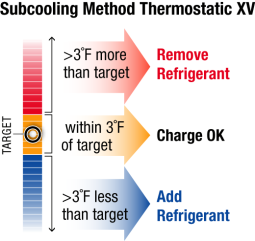 Subcooling Method Thermostatic XV
>3°F more
than target
Remove
Refrigerant
TARGET
within 3°F
of target
Charge OK
>3°F less
than target
Add
Refrigerant